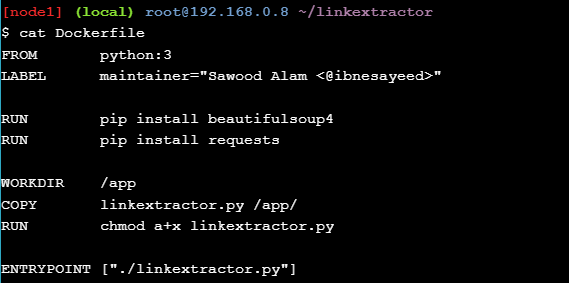 [node1] (local) root@192.168.0.8 ~/linkextractor
$ cat Dockerfile
FROM       python:3
LABEL      maintainer="Sawood Alam <@ibnesayeed>"
RUN        pip install beautifulsoup4
RUN        pip install requests
WORKDIR    /app
COPY       linkextractor.py /app/
RUN        chmod a+x linkextractor.py
ENTRYPOINT ["./linkextractor.py"]